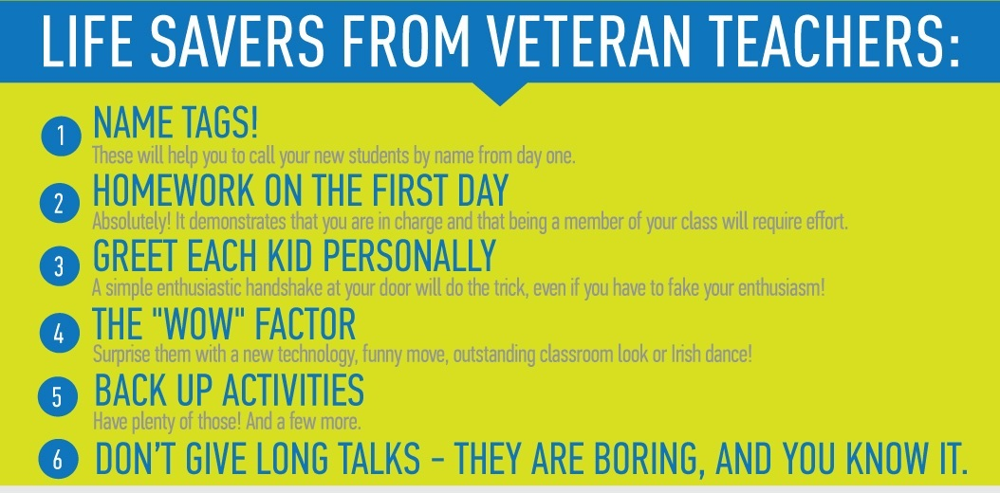 LIFE SAVERS FROM VETERAN TEACHERS:
1 NAME TAGS!
These will help you to call your new students by name from day one.
2 HOMEWORK ON THE FIRST DAY
Absolutely! It demonstrates that you are in charge and that being a member of your class will require effort.
3 GREET EACH KID PERSONALLY
A simple enthusiastic handshake at your door will do the trick, even if you have to fake your enthusiasm!
4 THE "WOW" FACTOR
Surprise them with a new technology, funny move, outstanding classroom look or Irish dance!
5 BACK UP ACTIVITIES
Have plenty of those! And a few more.
6 DON'T GIVE LONG TALKS - THEY ARE BORING, AND YOU KNOW IT.